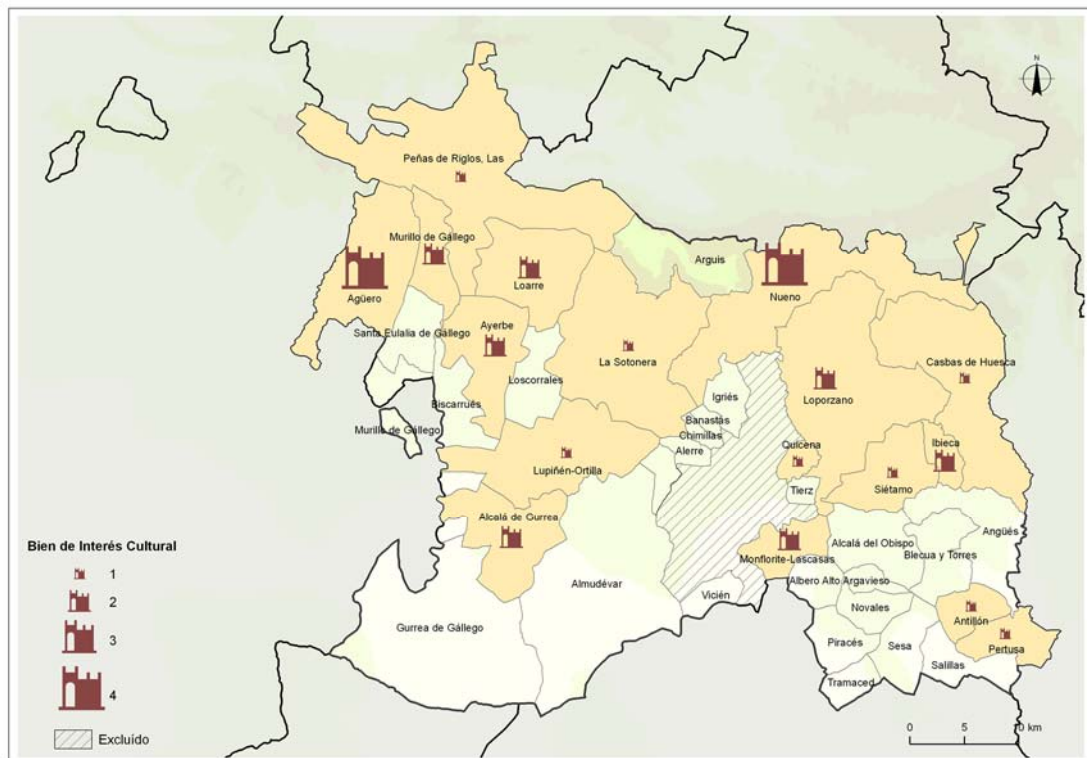 N
Peñas de Riglos, Las
Murillo de Gállego
Arguis
Agüero
Loarre
Nueno
Santa Eulalia de Gállego
Ayerbe
La Sotonera
Casbas de Huesca
Loscorrales
Loporzano
Biscarrués
Igriés
Banastás
Murillo de Gállego
Chimillas
Quicena
Ibieca
Alerre
Lupiñén-Ortilla
Siétamo
Tierz
Alcalá de Gurrea
Angüés
Alcalá del Obispo
Blecua y Torres
Bien de Interés Cultural
Monflorite-Lascasas
1
Almudévar
Albero Alto
Argavieso
2
Vicién
Novales
Antillón
Gurrea de Gállego
3
Piracés
Sesa
Pertusa
Salillas
Tramaced
4
Excluído
0 5 10 km